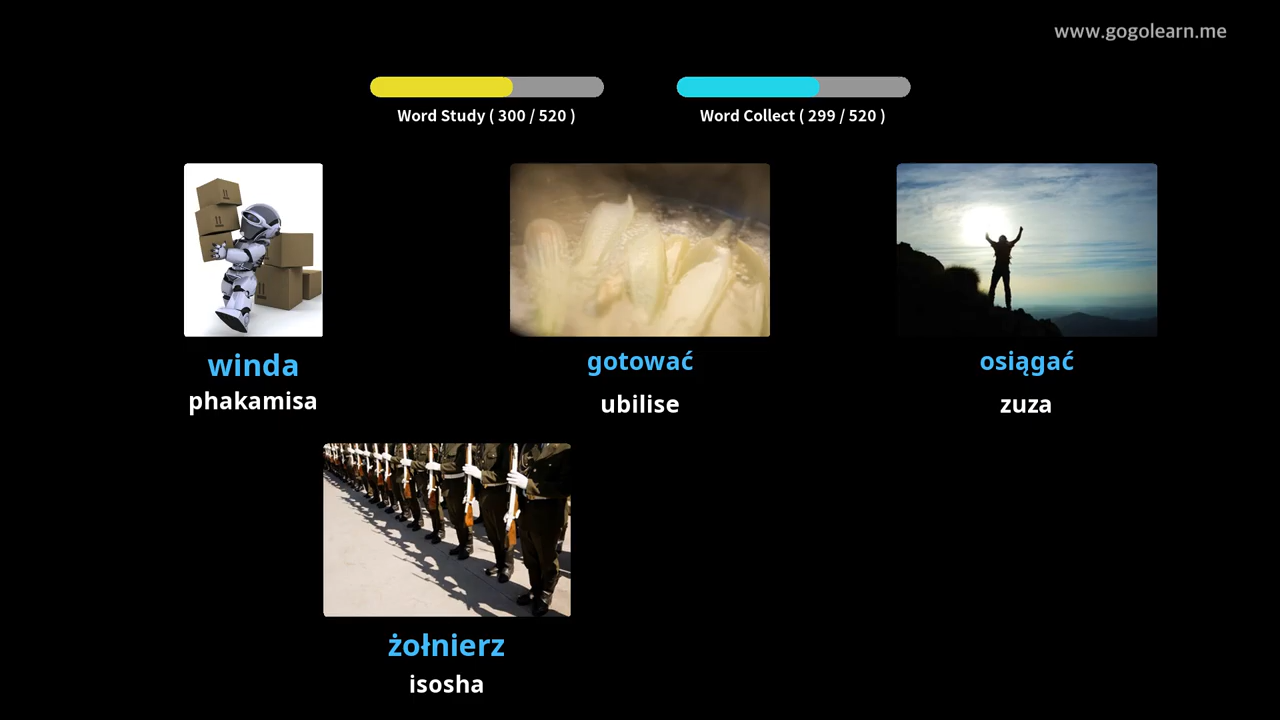 www.gogolearn.me
Word Study ( 300 / 520 )
Word Collect ( 299 / 520 )
winda
phakamisa
gotować
ubilise
osiągać
zuza
żołnierz
isosha